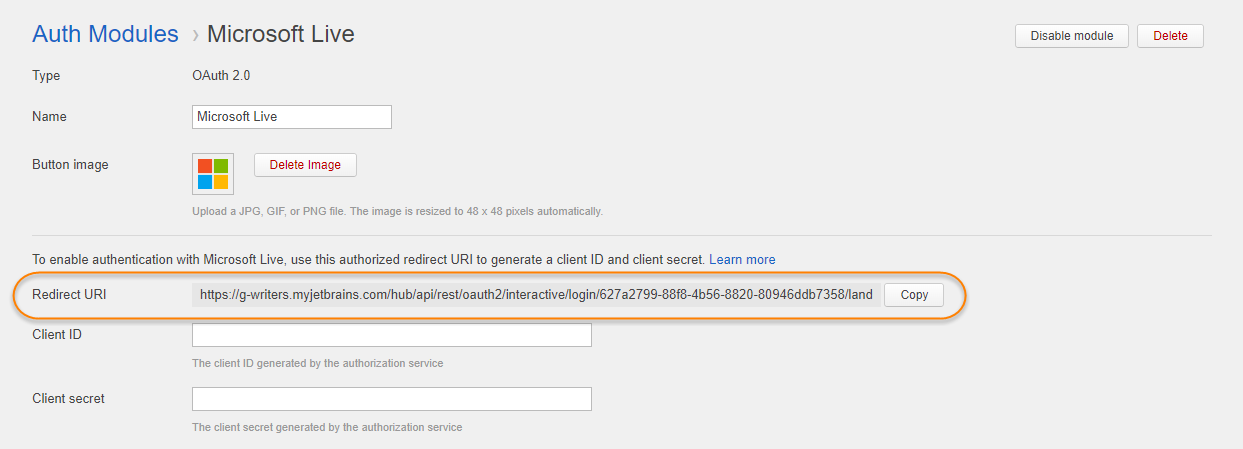 Auth Modules › Microsoft Live Disable module Delete
Type OAuth 2.0
Name Microsoft Live
Button image Delete Image
Upload a JPG, GIF, or PNG file. The image is resized to 48 x 48 pixels automatically.
To enable authentication with Microsoft Live, use this authorized redirect URI to generate a client ID and client secret. Learn more
Redirect URI https://g-writers.myjetbrains.com/hub/api/rest/oauth2/interactive/login/627a2799-88f8-4b56-8820-80946ddb7358/land Copy
Client ID
The client ID generated by the authorization service
Client secret
The client secret generated by the authorization service